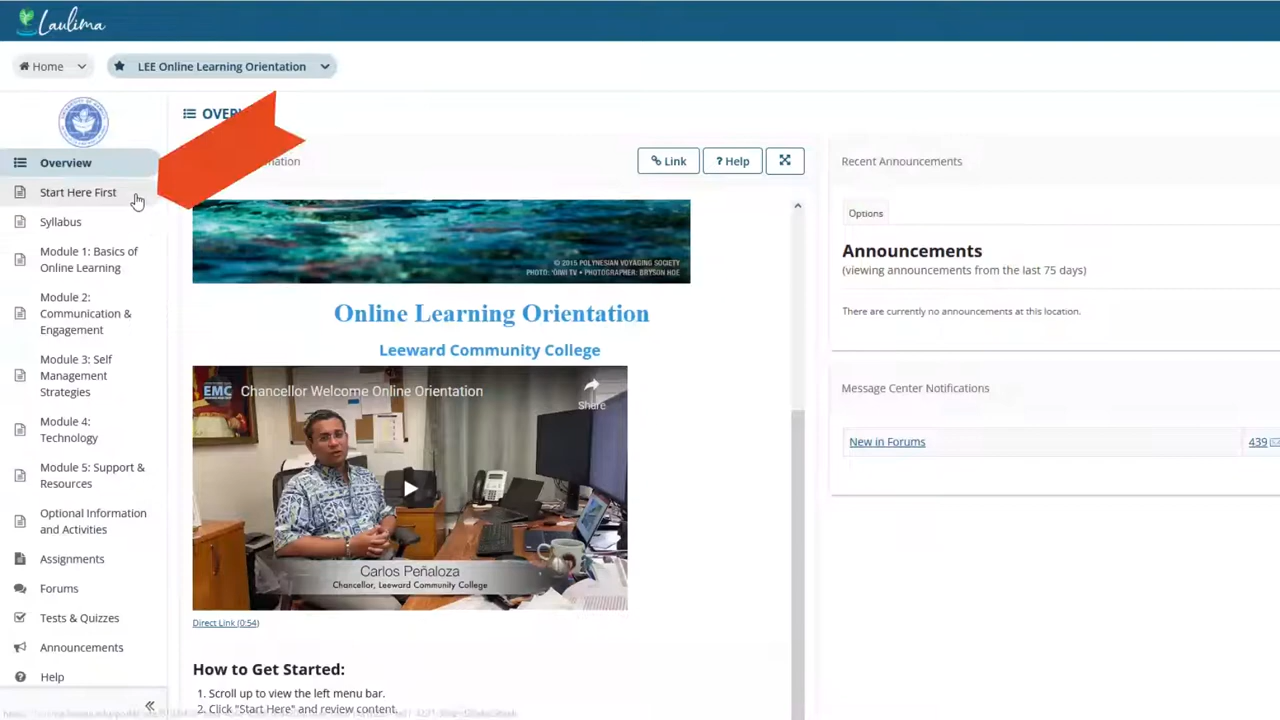 Laulima
Home
LEE Online Learning Orientation
OVER
Overview
Start Here First
Syllabus
Module 1: Basics of
Online Learning
Module 2:
Communication &
Engagement
Module 3: Self
Management
Strategies
Module 4:
Technology
Module 5: Support &
Resources
Optional Information
and Activities
Assignments
Forums
Tests & Quizzes
Announcements
Help
mation
Link
? Help
© 2015 POLYNESIAN VOYAGING SOCIETY
PHOTO: ʻŌIWI TV • PHOTOGRAPHER: BRYSON HOE
Online Learning Orientation
Leeward Community College
EMC
Chancellor Welcome Online Orientation
Share
Carlos Peñaloza
Chancellor, Leeward Community College
Direct Link (0:54)
How to Get Started:
1. Scroll up to view the left menu bar.
2. Click "Start Here" and review content.
Recent Announcements
Options
Announcements
(viewing announcements from the last 75 days)
There are currently no announcements at this location.
Message Center Notifications
New in Forums
439